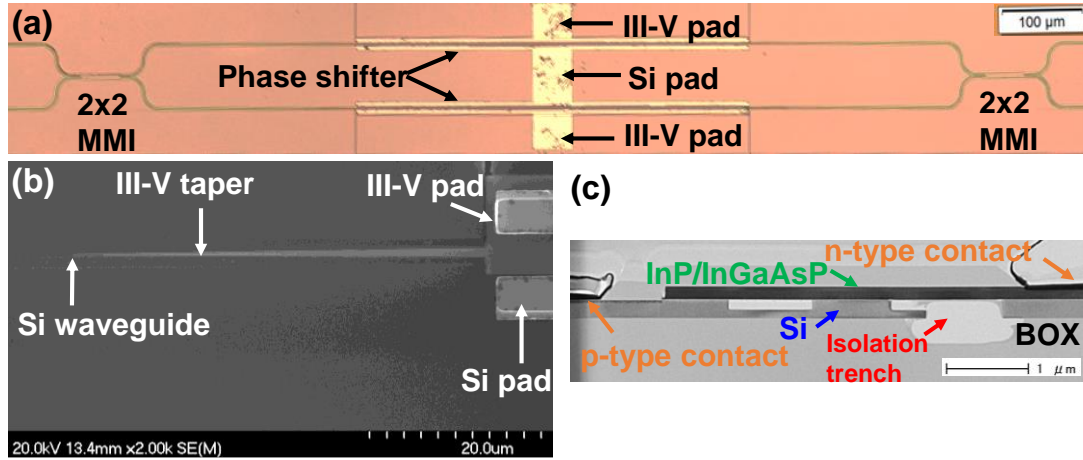 (a)
III-V pad
100 µm
Phase shifter
Si pad
2x2
MMI
III-V pad
2x2
MMI
(b)
III-V taper
III-V pad
Si waveguide
Si pad
20.0kV 13.4mm x2.00k SE(M)
20.0um
(c)
n-type contact
InP/InGaAsP
Si
p-type contact
Isolation
trench
BOX
1 μm